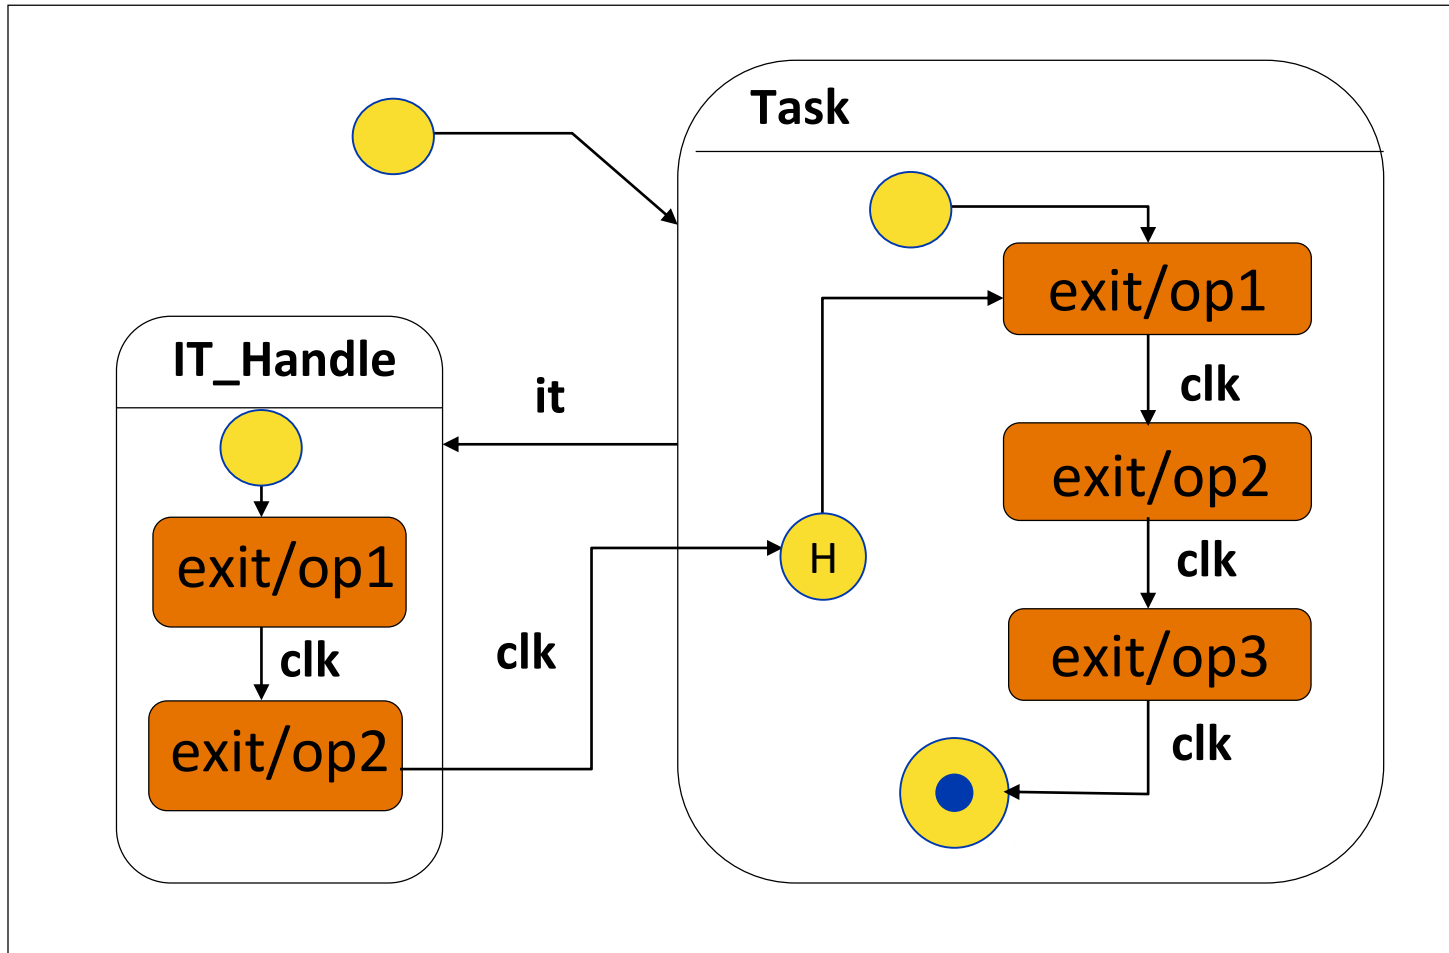 Task
exit/op1
clk
exit/op2
clk
exit/op3
clk
H
it
IT_Handle
exit/op1
clk
exit/op2
clk